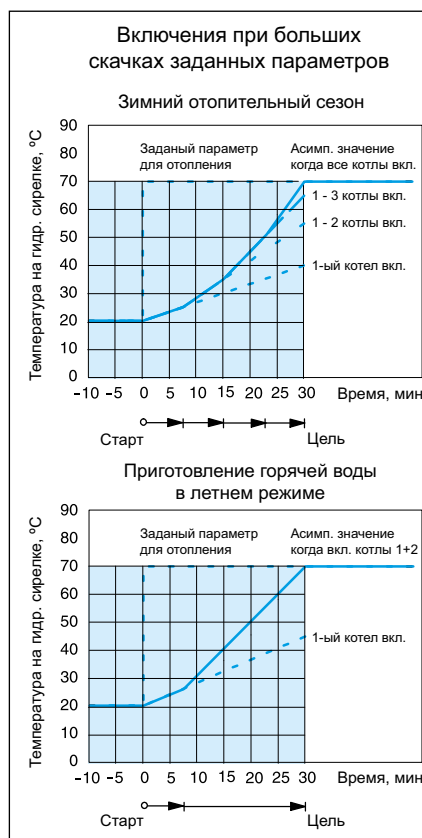 Включения при больших
скачках заданных параметров
Зимний отопительный сезон
Температура на гидр. сирелке, ºС
90
80
70
60
50
40
30
20
10
0
Заданый параметр
для отопления
Асимп. значение
когда все котлы вкл.
1 - 3 котлы вкл.
1 - 2 котлы вкл.
1-ый котел вкл.
-10 -5 0 5 10 15 20 25 30 Время, мин
Старт Цель
Приготовление горячей воды
в летнем режиме
Температура на гидр. сирелке, ºС
90
80
70
60
50
40
30
20
10
0
Заданый параметр
для отопления
Асимп. значение
когда вкл. котлы 1+2
1-ый котел вкл.
-10 -5 0 5 10 15 20 25 30 Время, мин
Старт Цель